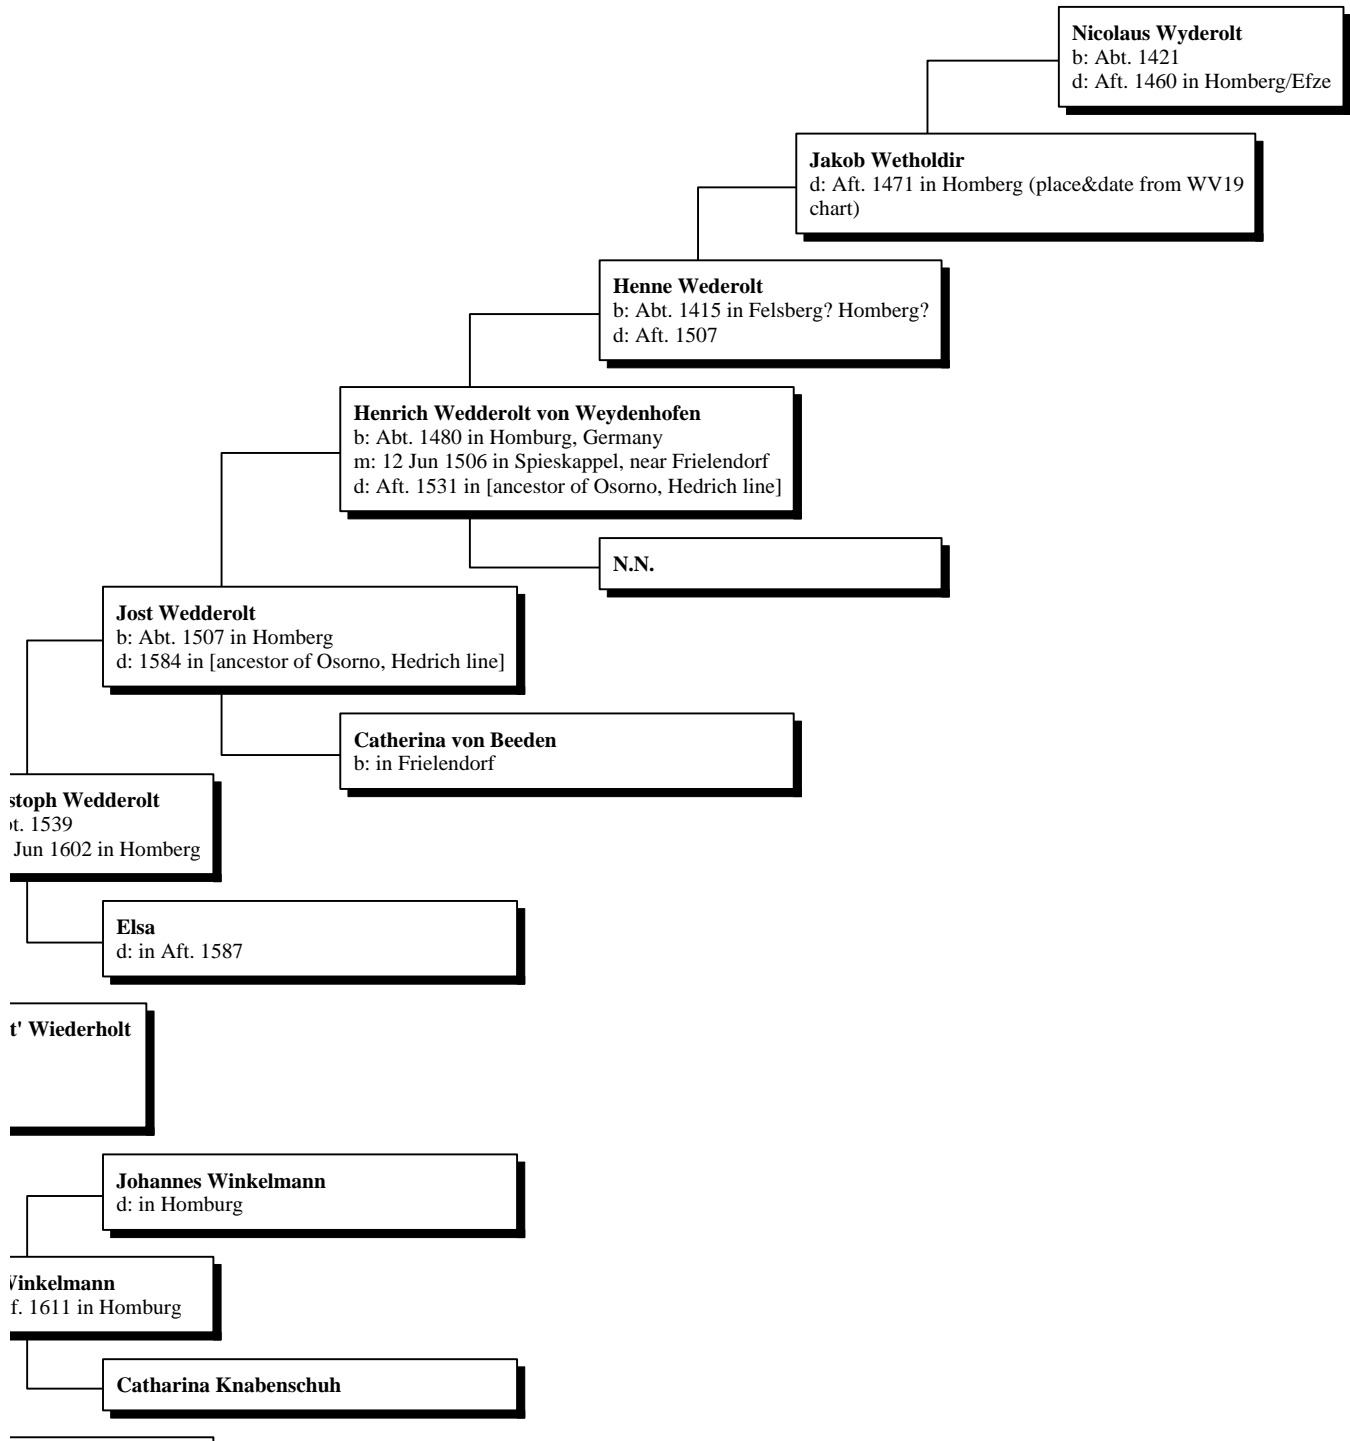 Nicolaus Wyderolt
b: Abt. 1421
d: Aft. 1460 in Homberg/Efze
Jakob Wetholdir
d: Aft. 1471 in Homberg (place&date from WV19
chart)
Henne Wederolt
b: Abt. 1415 in Felsberg? Homberg?
d: Aft. 1507
Henrich Wedderolt von Weydenhofen
b: Abt. 1480 in Homburg, Germany
m: 12 Jun 1506 in Spieskappel, near Frielendorf
d: Aft. 1531 in [ancestor of Osorno, Hedrich line]
N.N.
Jost Wedderolt
b: Abt. 1507 in Homberg
d: 1584 in [ancestor of Osorno, Hedrich line]
Catherina von Beeden
b: in Frielendorf
stoph Wedderolt
t. 1539
Jun 1602 in Homberg
Elsa
d: in Aft. 1587
t' Wiederholt
Johannes Winkelmann
d: in Homburg
Winkelmann
f. 1611 in Homburg
Catharina Knabenschuh